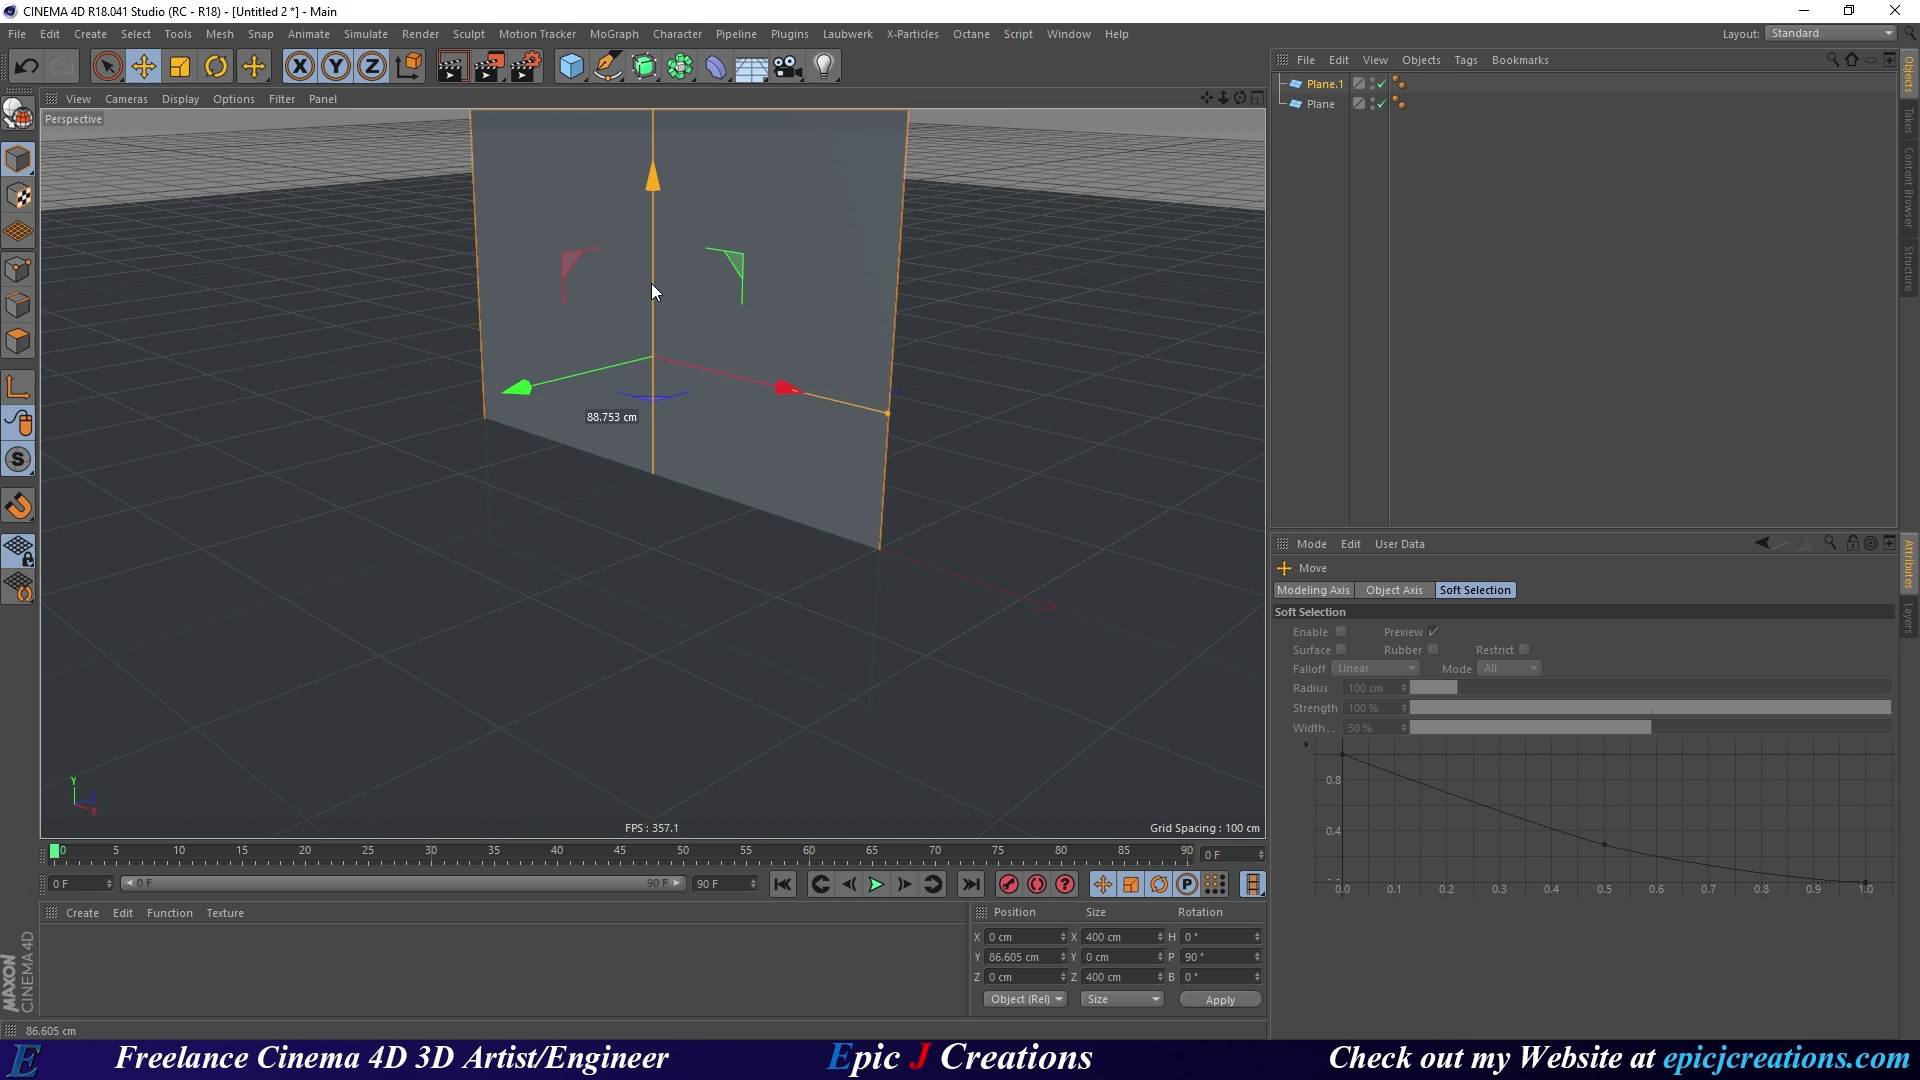 CINEMA 4D R18.041 Studio (RC - R18) - [Untitled 2 *] - Main
File Edit Create Select Tools Mesh Snap Animate Simulate Render Sculpt Motion Tracker MoGraph Character Pipeline Plugins Laubwerk X-Particles Octane Script Window Help
Layout: Standard
View Cameras Display Options Filter Panel
Perspective
88.753 cm
Y
Z
X
FPS : 357.1
Grid Spacing : 100 cm
File Edit View Objects Tags Bookmarks
Plane.1
Plane
Objects
Takes
Content Browser
Structure
Mode Edit User Data
Move
Modeling Axis Object Axis Soft Selection
Soft Selection
Enable Preview
Surface Rubber Restrict
Falloff Linear Mode All
Radius 100 cm
Strength 100 %
Width . . 50 %
0.8
0.4
0.0 0.1 0.2 0.3 0.4 0.5 0.6 0.7 0.8 0.9 1.0
Attributes
Layers
0 5 10 15 20 25 30 35 40 45 50 55 60 65 70 75 80 85 90 0 F
0 F 0 F 90 F 90 F
Create Edit Function Texture
Position Size Rotation
X 0 cm X 400 cm H 0 °
Y 86.605 cm Y 0 cm P 90 °
Z 0 cm Z 400 cm B 0 °
Object (Rel) Size Apply
MAXON
CINEMA 4D
86.605 cm
E Freelance Cinema 4D 3D Artist/Engineer Epic J Creations Check out my Website at epicjcreations.com